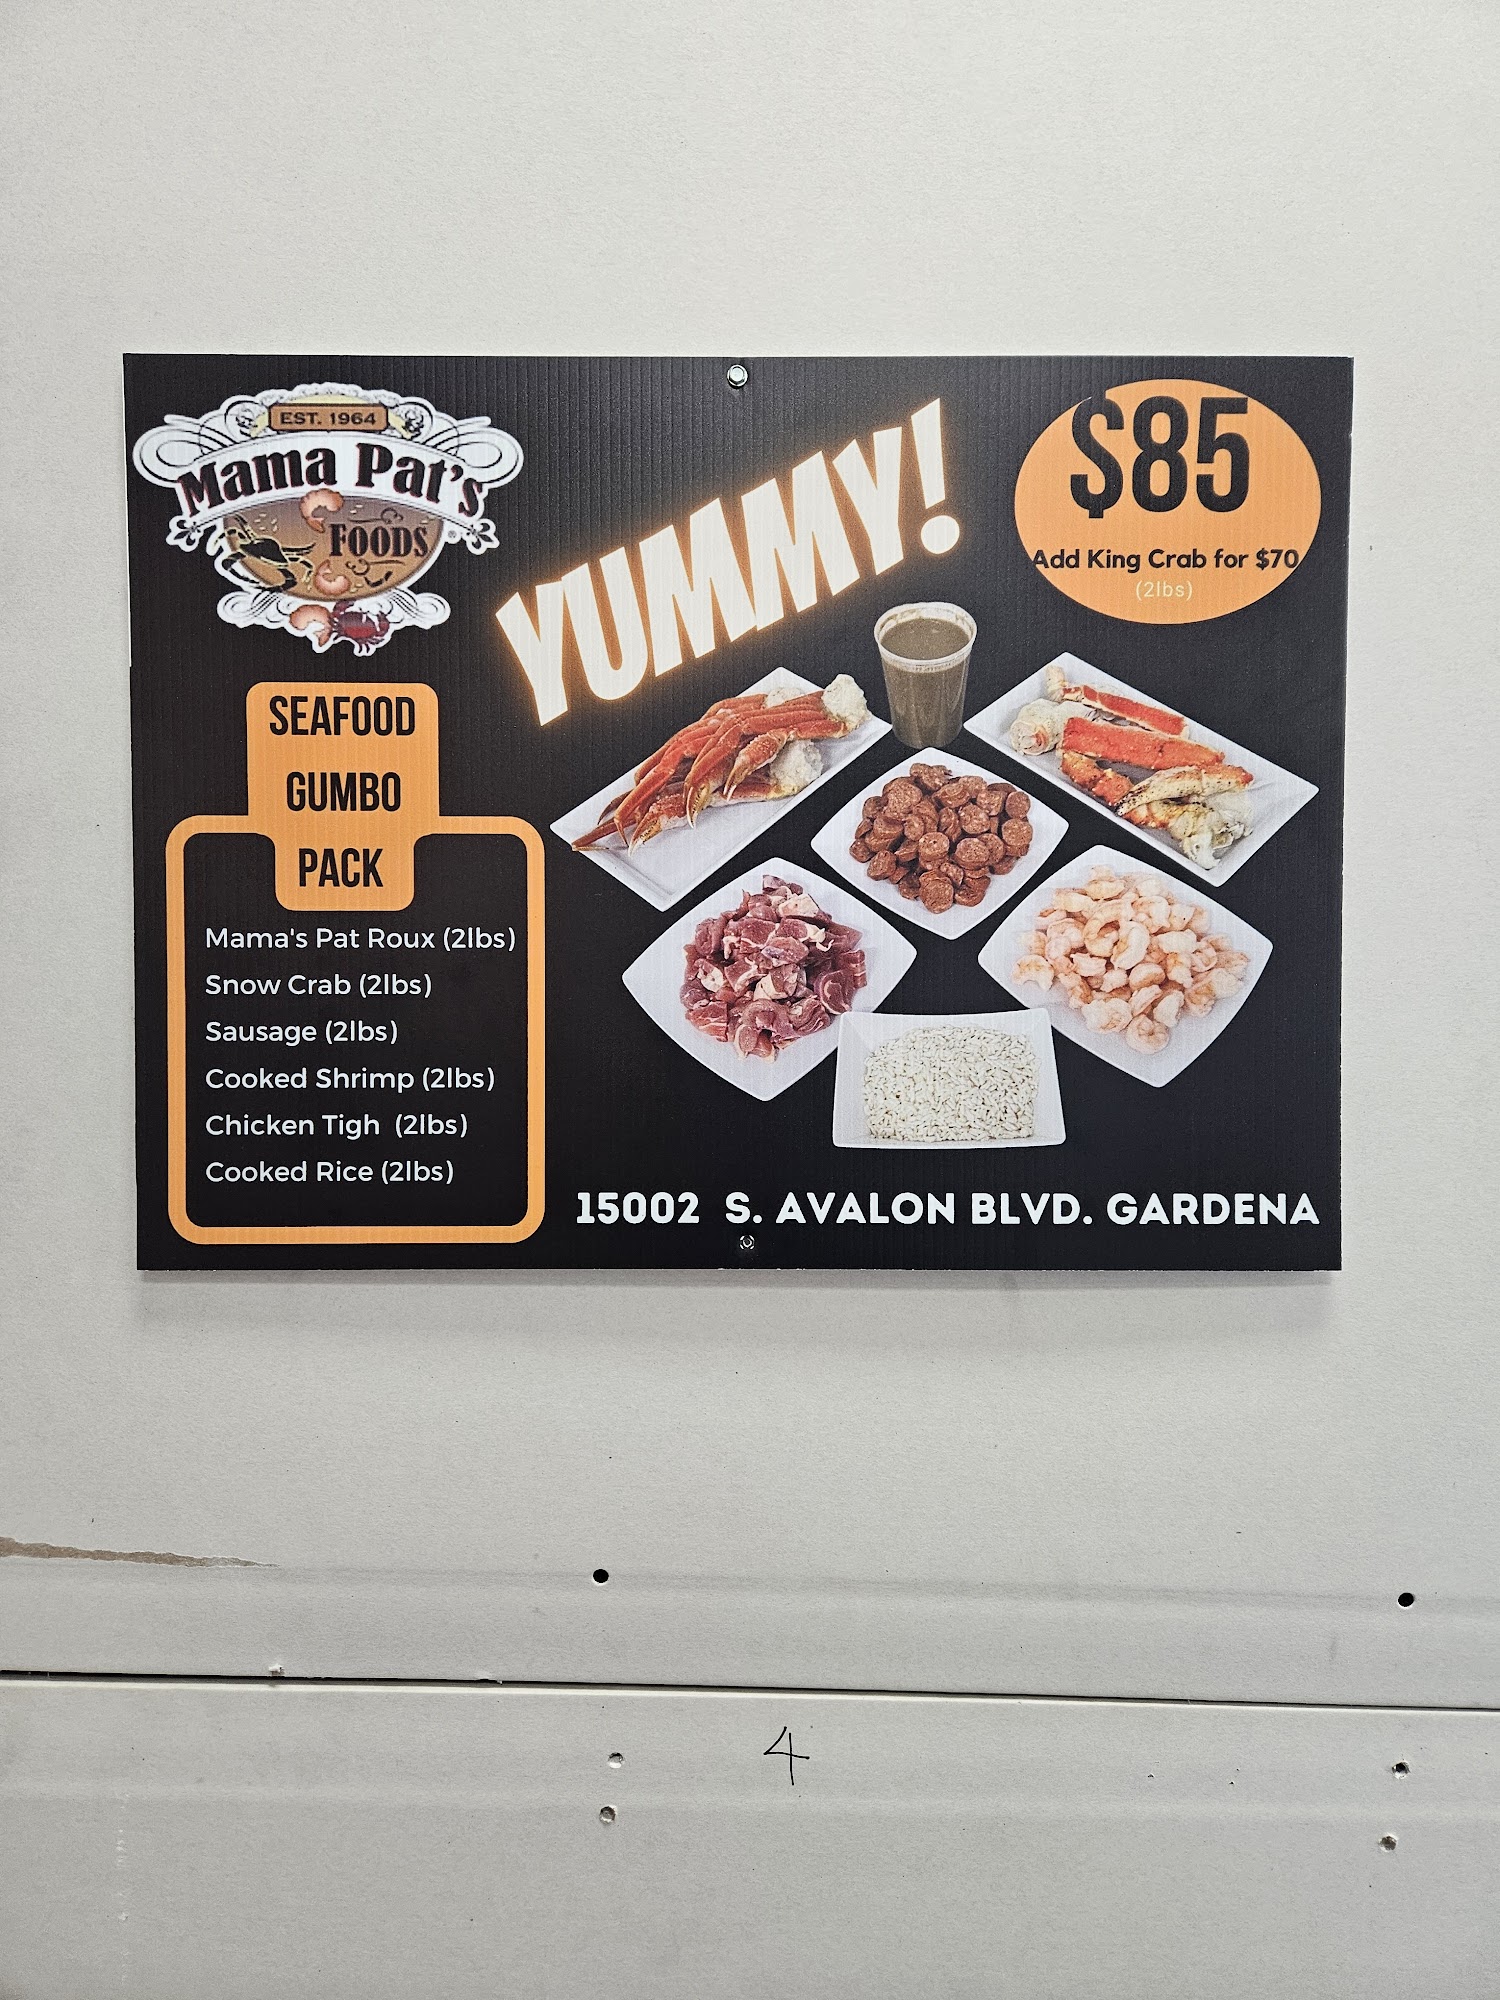 EST. 1964
Mama Pat's
FOODS
YUMMY!
$85
Add King Crab for $70
(2lbs)
SEAFOOD
GUMBO
PACK
Mama's Pat Roux (2lbs)
Snow Crab (2lbs)
Sausage (2lbs)
Cooked Shrimp (2lbs)
Chicken Tigh (2lbs)
Cooked Rice (2lbs)
15002 S. AVALON BLVD. GARDENA
4